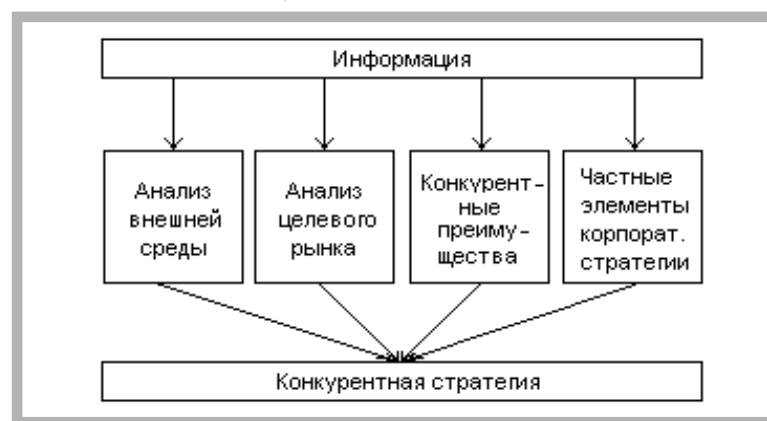 Информация
Анализ
внешней
среды
Анализ
целевого
рынка
Конкурент-
ные
преиму-
щества
Частные
элементы
корпорат.
стратегии
Конкурентная стратегия